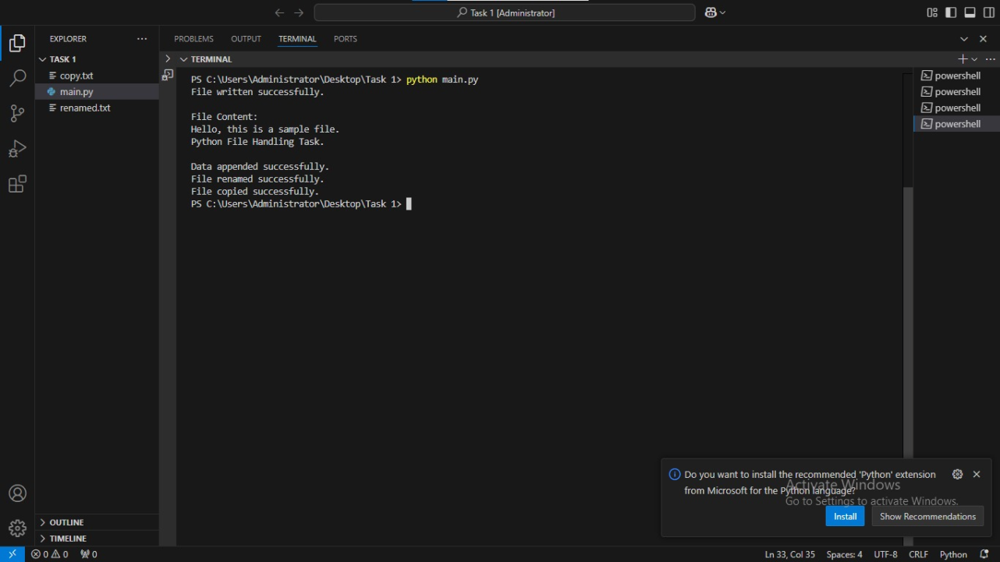 Task 1 [Administrator]
EXPLORER
PROBLEMS OUTPUT TERMINAL PORTS
TASK 1
TERMINAL
copy.txt
main.py
renamed.txt
PS C:\Users\Administrator\Desktop\Task 1> python main.py
File written successfully.
File Content:
Hello, this is a sample file.
Python File Handling Task.
Data appended successfully.
File renamed successfully.
File copied successfully.
PS C:\Users\Administrator\Desktop\Task 1>
powershell
powershell
powershell
powershell
Do you want to install the recommended 'Python' extension
from Microsoft for the Python language?
Activate Windows
Go to Settings to activate Windows.
Install Show Recommendations
OUTLINE
TIMELINE
0 0 0 Ln 33, Col 35 Spaces: 4 UTF-8 CRLF Python